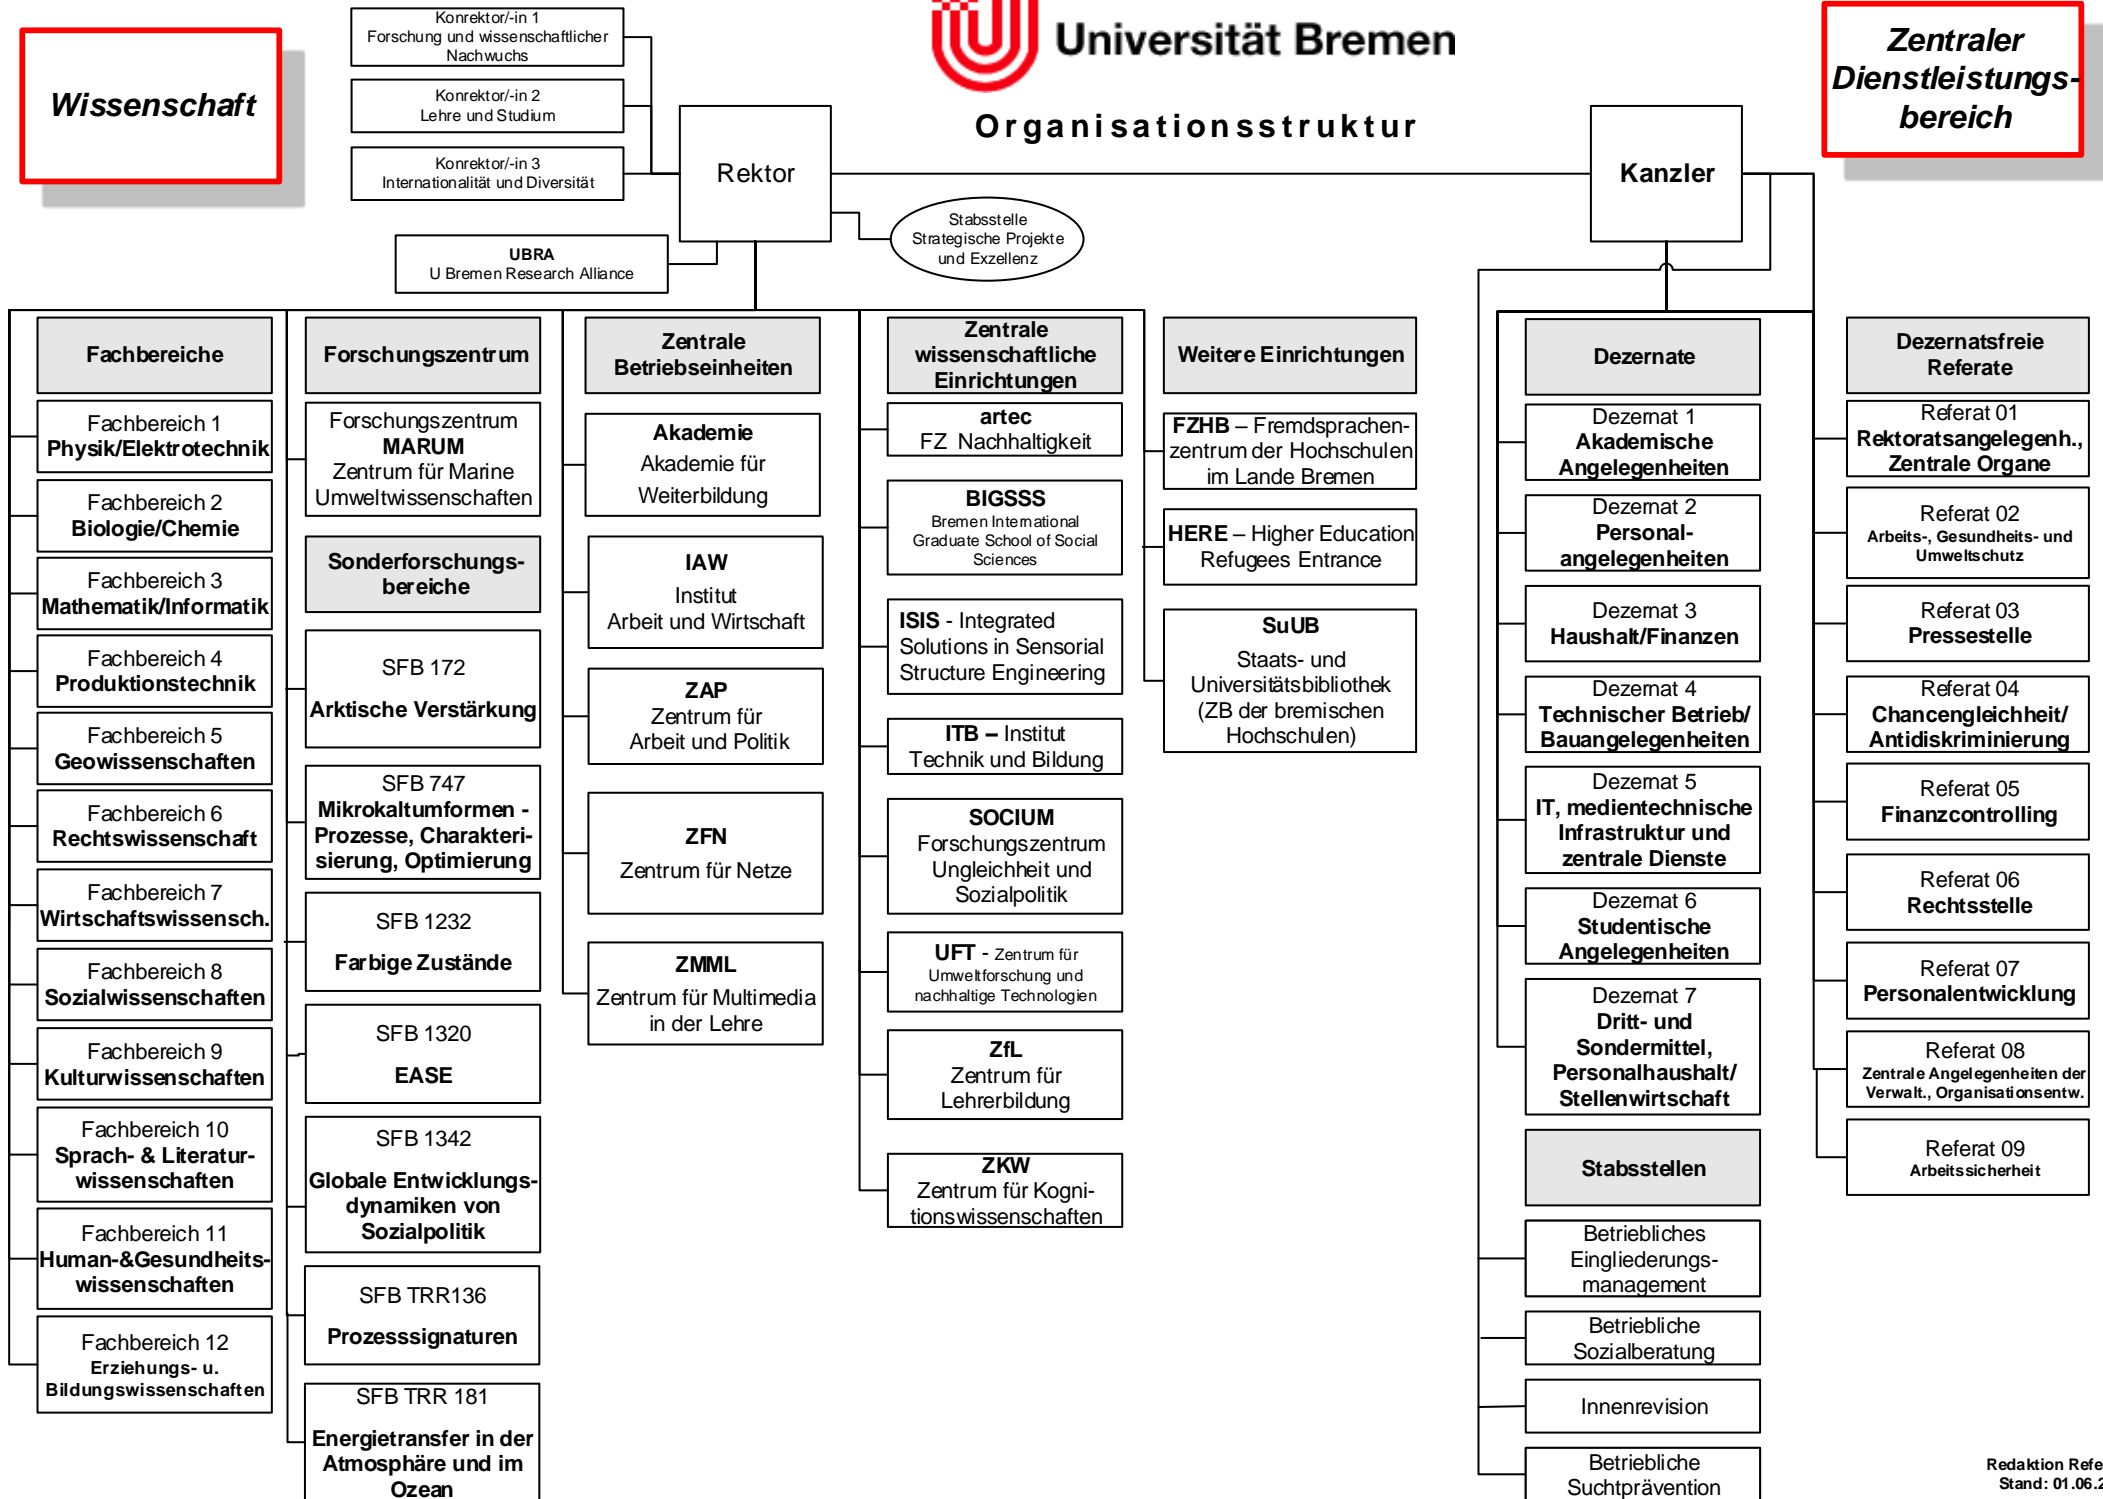 Wissenschaft
Konrektor/-in 1
Forschung und wissenschaftlicher
Nachwuchs
Konrektor/-in 2
Lehre und Studium
Konrektor/-in 3
Internationalität und Diversität
Universität Bremen
Organisationsstruktur
Zentraler
Dienstleistungs-
bereich
Rektor
Kanzler
Stabsstelle
Strategische Projekte
und Exzellenz
UBRA
U Bremen Research Alliance
Fachbereiche
Fachbereich 1
Physik/Elektrotechnik
Fachbereich 2
Biologie/Chemie
Fachbereich 3
Mathematik/Informatik
Fachbereich 4
Produktionstechnik
Fachbereich 5
Geowissenschaften
Fachbereich 6
Rechtswissenschaft
Fachbereich 7
Wirtschaftswissensch.
Fachbereich 8
Sozialwissenschaften
Fachbereich 9
Kulturwissenschaften
Fachbereich 10
Sprach- & Literatur-
wissenschaften
Fachbereich 11
Human-&Gesundheits-
wissenschaften
Fachbereich 12
Erziehungs- u.
Bildungswissenschaften
Forschungszentrum
Forschungszentrum
MARUM
Zentrum für Marine
Umweltwissenschaften
Sonderforschungs-
bereiche
SFB 172
Arktische Verstärkung
SFB 747
Mikrokaltumformen -
Prozesse, Charakteri-
sierung, Optimierung
SFB 1232
Farbige Zustände
SFB 1320
EASE
SFB 1342
Globale Entwicklungs-
dynamiken von
Sozialpolitik
SFB TRR136
Prozesssignaturen
SFB TRR 181
Energietransfer in der
Atmosphäre und im
Ozean
Zentrale
Betriebseinheiten
Akademie
Akademie für
Weiterbildung
IAW
Institut
Arbeit und Wirtschaft
ZAP
Zentrum für
Arbeit und Politik
ZFN
Zentrum für Netze
ZMML
Zentrum für Multimedia
in der Lehre
Zentrale
wissenschaftliche
Einrichtungen
artec
FZ Nachhaltigkeit
BIGSSS
Bremen International
Graduate School of Social
Sciences
ISIS - Integrated
Solutions in Sensorial
Structure Engineering
ITB – Institut
Technik und Bildung
SOCIUM
Forschungszentrum
Ungleichheit und
Sozialpolitik
UFT - Zentrum für
Umweltforschung und
nachhaltige Technologien
ZfL
Zentrum für
Lehrerbildung
ZKW
Zentrum für Kogni-
tionswissenschaften
Weitere Einrichtungen
FZHB – Fremdsprachen-
zentrum der Hochschulen
im Lande Bremen
HERE – Higher Education
Refugees Entrance
SuUB
Staats- und
Universitätsbibliothek
(ZB der bremischen
Hochschulen)
Dezernate
Dezernat 1
Akademische
Angelegenheiten
Dezernat 2
Personal-
angelegenheiten
Dezernat 3
Haushalt/Finanzen
Dezernat 4
Technischer Betrieb/
Bauangelegenheiten
Dezernat 5
IT, medientechnische
Infrastruktur und
zentrale Dienste
Dezernat 6
Studentische
Angelegenheiten
Dezernat 7
Dritt- und
Sondermittel,
Personalhaushalt/
Stellenwirtschaft
Stabsstellen
Betriebliches
Eingliederungs-
management
Betriebliche
Sozialberatung
Innenrevision
Betriebliche
Suchtprävention
Dezernatsfreie
Referate
Referat 01
Rektoratsangelegenh.,
Zentrale Organe
Referat 02
Arbeits-, Gesundheits- und
Umweltschutz
Referat 03
Pressestelle
Referat 04
Chancengleichheit/
Antidiskriminierung
Referat 05
Finanzcontrolling
Referat 06
Rechtsstelle
Referat 07
Personalentwicklung
Referat 08
Zentrale Angelegenheiten der
Verwalt., Organisationsentw.
Referat 09
Arbeitssicherheit
Redaktion Refe
Stand: 01.06.2